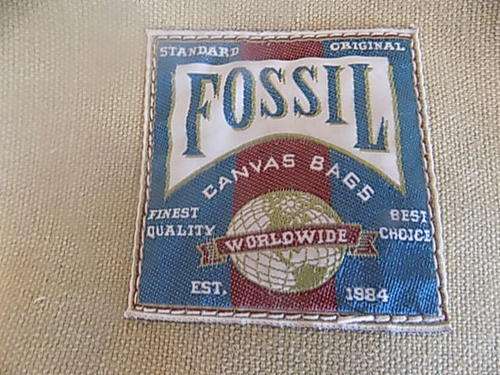 STANDARD ORIGINAL
FOSSIL
CANVAS BAGS
FINEST QUALITY
BEST CHOICE
WORLDWIDE
EST. 1984